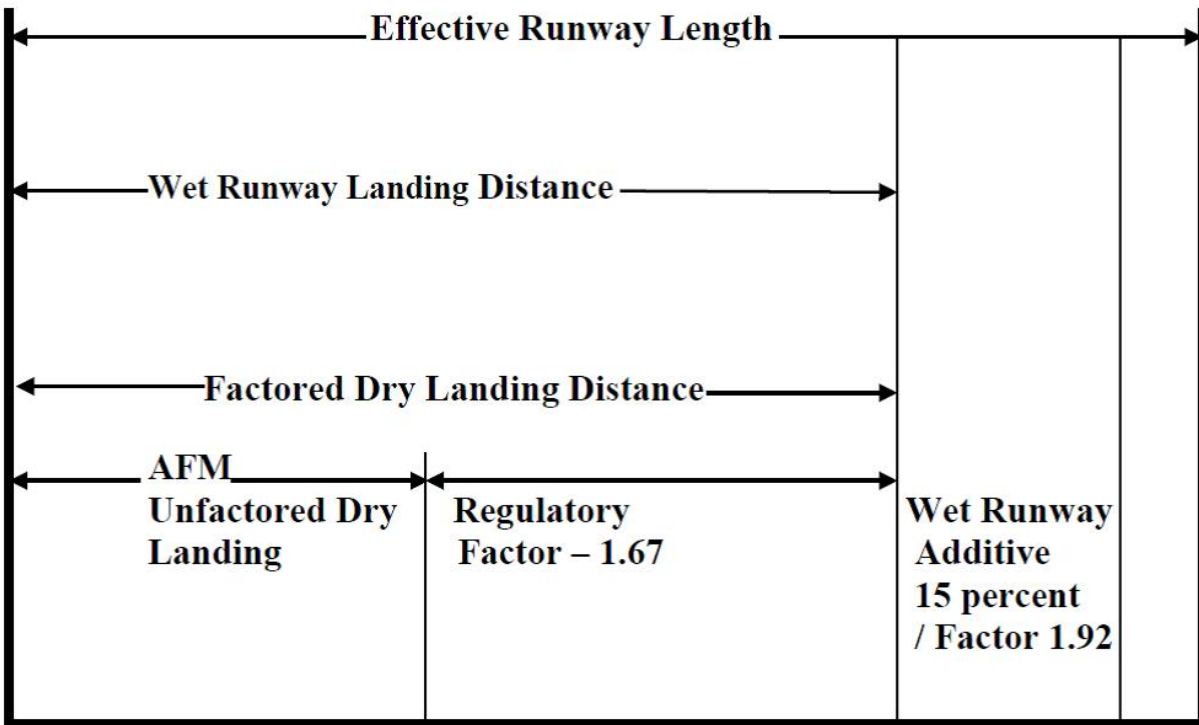 Effective Runway Length
Wet Runway Landing Distance
Factored Dry Landing Distance
AFM
Unfactored Dry
Landing
Regulatory
Factor – 1.67
Wet Runway
Additive
15 percent
/ Factor 1.92